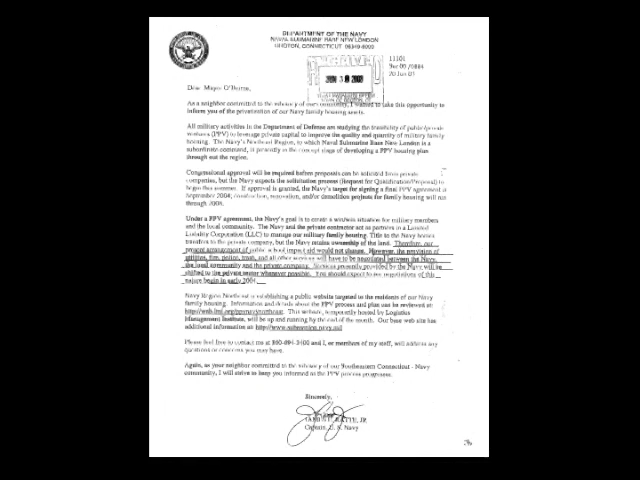 DEPARTMENT OF THE NAVY
NAVAL SUBMARINE BASE NEW LONDON
GROTON, CONNECTICUT 06349-5000
RECEIVED
11101
20 Jun 03
Dear Mayor
As a neighbor committed to the vibrancy of our community, I wanted to take this opportunity to
inform you of the privatization of our Navy family housing assets.
All military activities in the Department of Defense are studying the feasibility of public/private
ventures (PPV) to leverage private capital to improve the quality and quantity of military family
housing. The Navy's Northeast Region, to which Naval Submarine Base New London is a
subordinate command, is presently in the concept stage of developing a PPV housing plan
through out the region.
Congressional approval will be required before proposals can be solicited with private
companies, but the Navy expects the solicitation process (Request for Qualification/Proposal) to
begin this summer. If approval is granted, the Navy's target for signing a final PPV agreement is
September 2004; construction, renovation, and/or demolition projects for family housing will run
through 2008.
Under a PPV agreement, the Navy's goal is to create a win/win situation for military members
and the local community. The Navy and the private contractor act as partners in a Limited
Liability Corporation (LLC) to manage our military family housing. Title to the Navy homes
transfers to the private company, but the Navy retains ownership of the land. Therefore, our
present arrangement of public school impact aid would not change. However, the provision of
utilities, fire, police, trash, and all other services will have to be negotiated between the Navy,
the local community and the private company. Services presently provided by the Navy will be
shifted to the private sector whenever possible. You should expect to see negotiations of this
nature begin in early 2004.
Navy Region Northeast is establishing a public website targeted to the residents of our Navy
family housing. Information and details about the PPV process and plan can be reviewed at:
This website, temporarily hosted by Logistics
Management Institute, will be up and running by the end of the month. Our base web site has
additional information at:
Please feel free to contact me at and I, or members of my staff, will address any
questions or concerns you may have.
Again, as your neighbor committed to the vibrancy of our Southeastern Connecticut - Navy
community, I will strive to keep you informed as the PPV process progresses.
Sincerely,
JR.
Captain, U. S. Navy